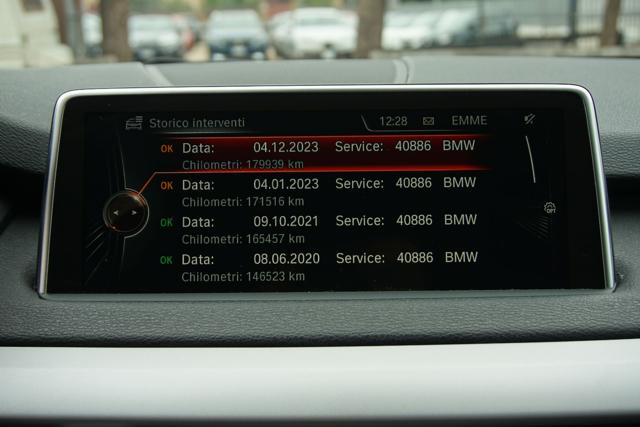 Storico interventi 12:28 EMME
OK Data: 04.12.2023 Service: 40886 BMW
Chilometri: 179939 km
OK Data: 04.01.2023 Service: 40886 BMW
Chilometri: 171516 km
OK Data: 09.10.2021 Service: 40886 BMW
Chilometri: 165457 km
OK Data: 08.06.2020 Service: 40886 BMW
Chilometri: 146523 km
OFF